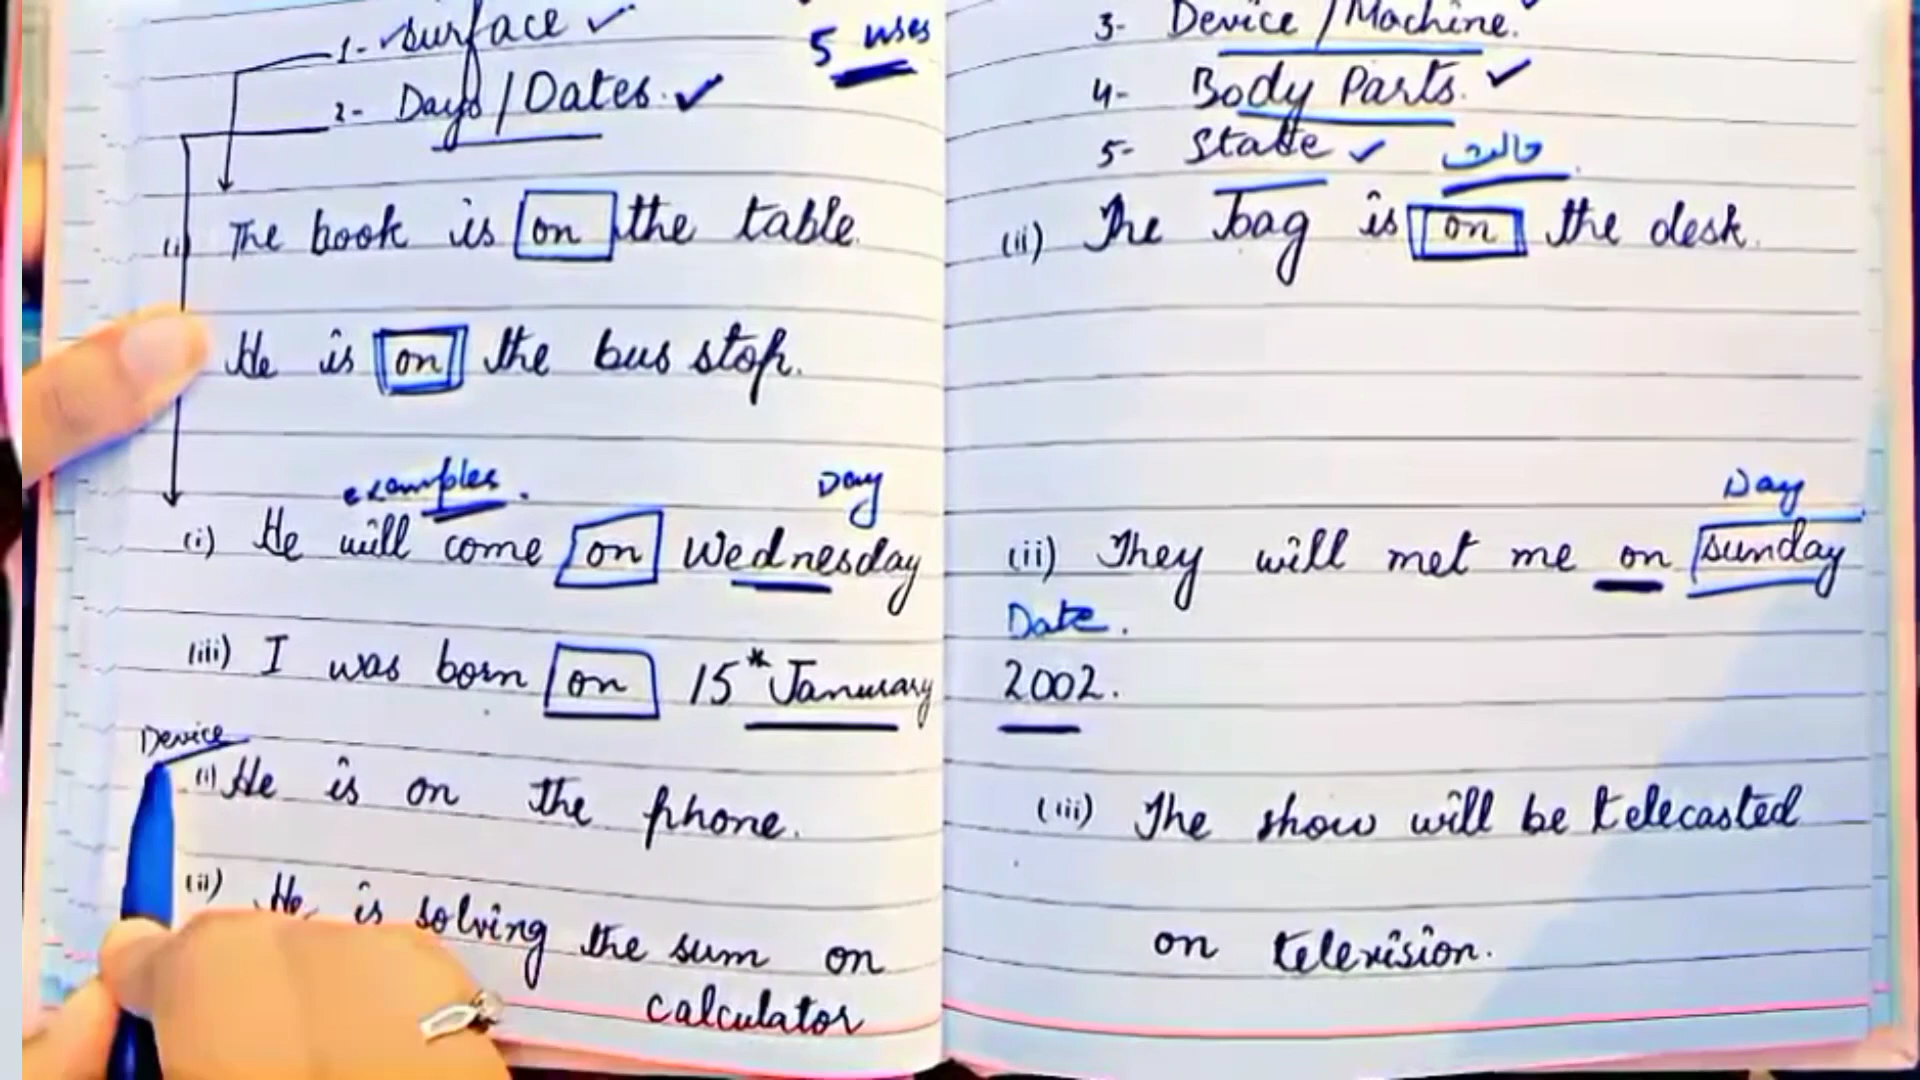 1- Surface
5 uses
2- Days/Dates.
(i) The book is on the table.
He is on the bus stop.
examples.
Day
(i) He will come on Wednesday
(iii) I was born on 15th Januray
Device
(i) He is on the phone.
(ii) He is solving the sum on
calculator
3- Device/Machine.
4- Body Parts.
5- State حالت
(ii) The bag is on the desk.
Day
(ii) They will met me on Sunday
Date.
2002.
(iii) The show will be telecasted
on television.